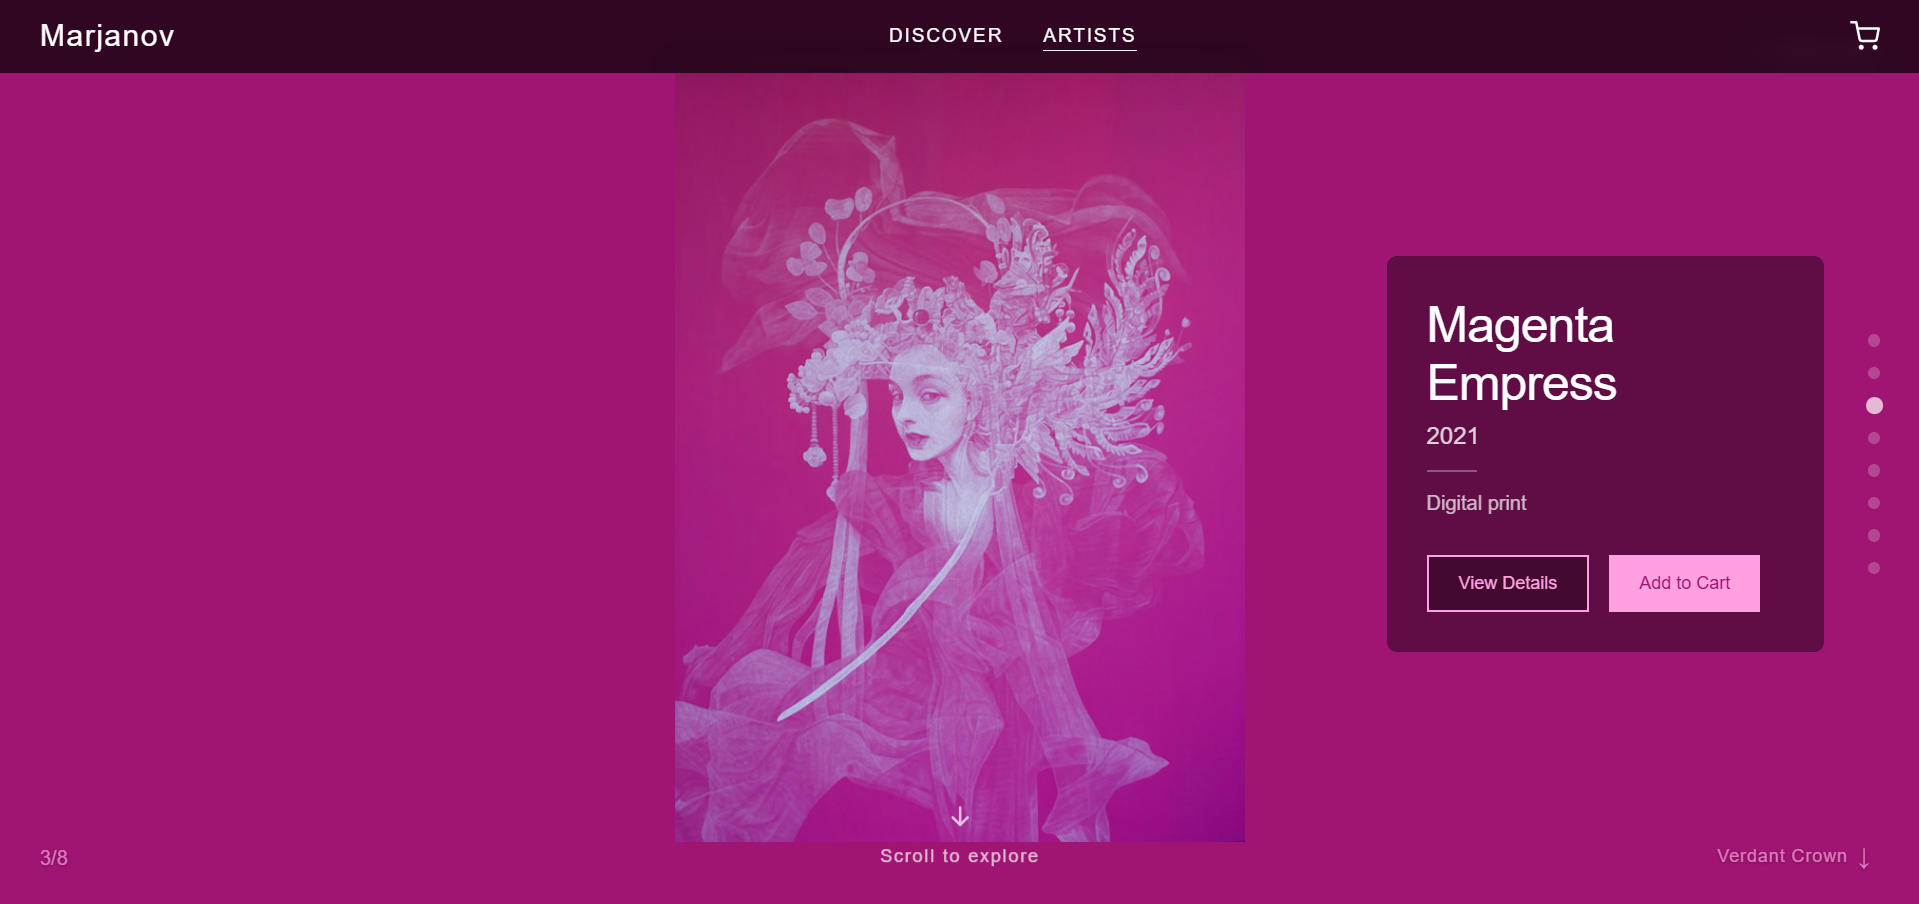 Marjanov
DISCOVER
ARTISTS
Magenta
Empress
2021
Digital print
View Details
Add to Cart
3/8
Scroll to explore
Verdant Crown